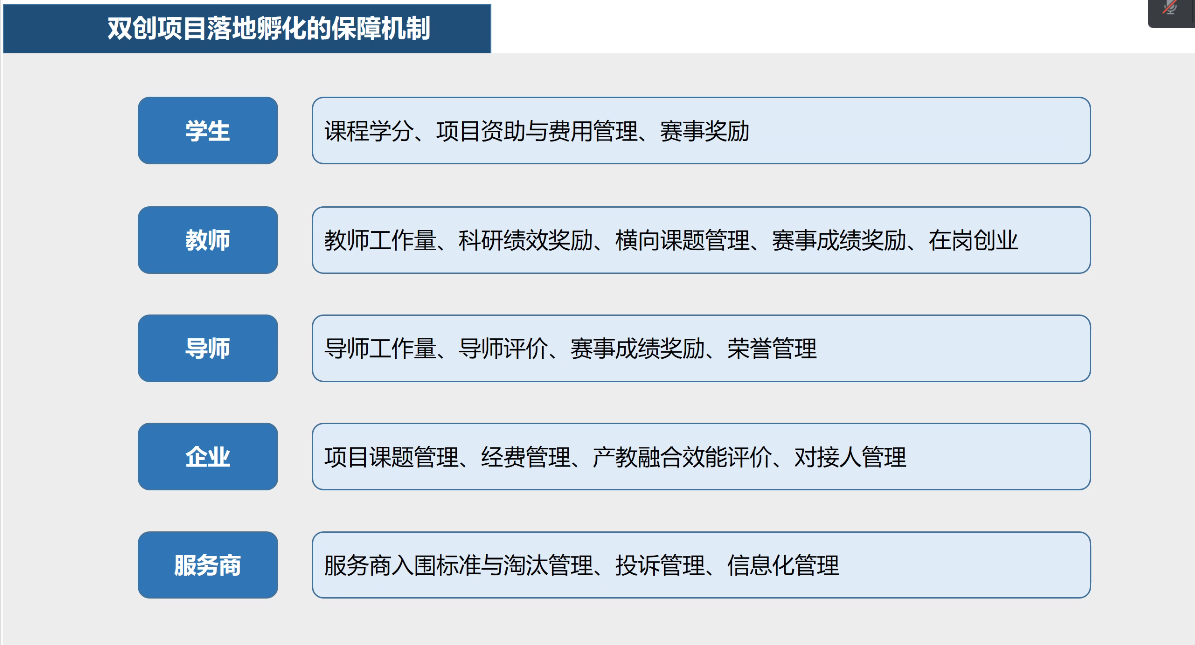 双创项目落地孵化的保障机制
学生
课程学分、项目资助与费用管理、赛事奖励
教师
教师工作量、科研绩效奖励、横向课题管理、赛事成绩奖励、在岗创业
导师
导师工作量、导师评价、赛事成绩奖励、荣誉管理
企业
项目课题管理、经费管理、产教融合效能评价、对接人管理
服务商
服务商入围标准与淘汰管理、投诉管理、信息化管理